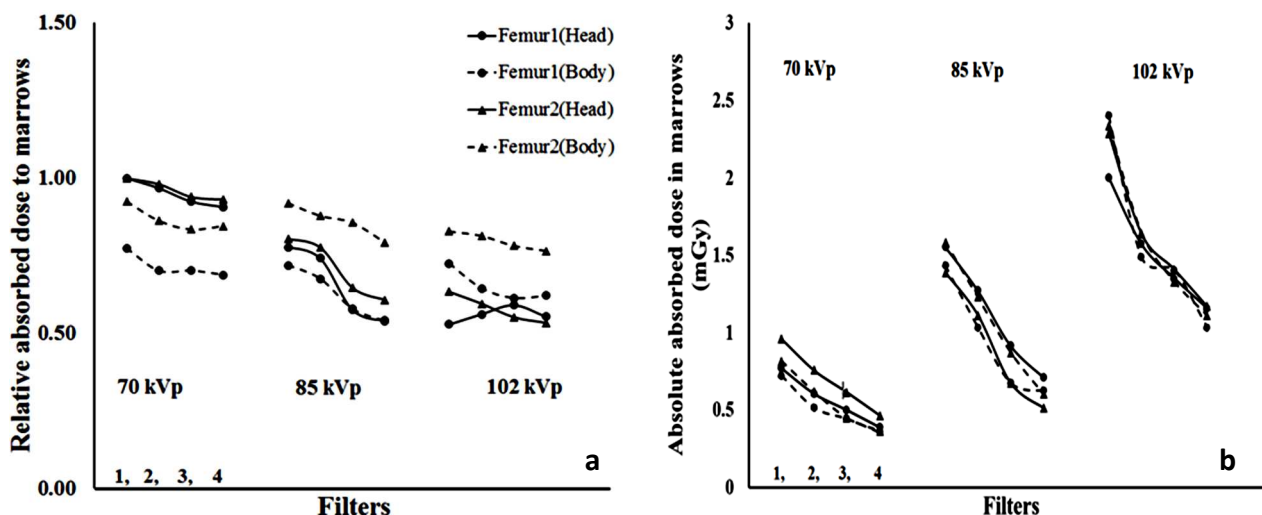 Relative absorbed dose to marrows
1.50
1.00
0.50
0.00
Femur1(Head)
Femur1(Body)
Femur2(Head)
Femur2(Body)
70 kVp
85 kVp
102 kVp
1, 2, 3, 4
a
Filters
Absolute absorbed dose in marrows
(mGy)
3
2.5
2
1.5
1
0.5
0
70 kVp
85 kVp
102 kVp
1, 2, 3, 4
b
Filters